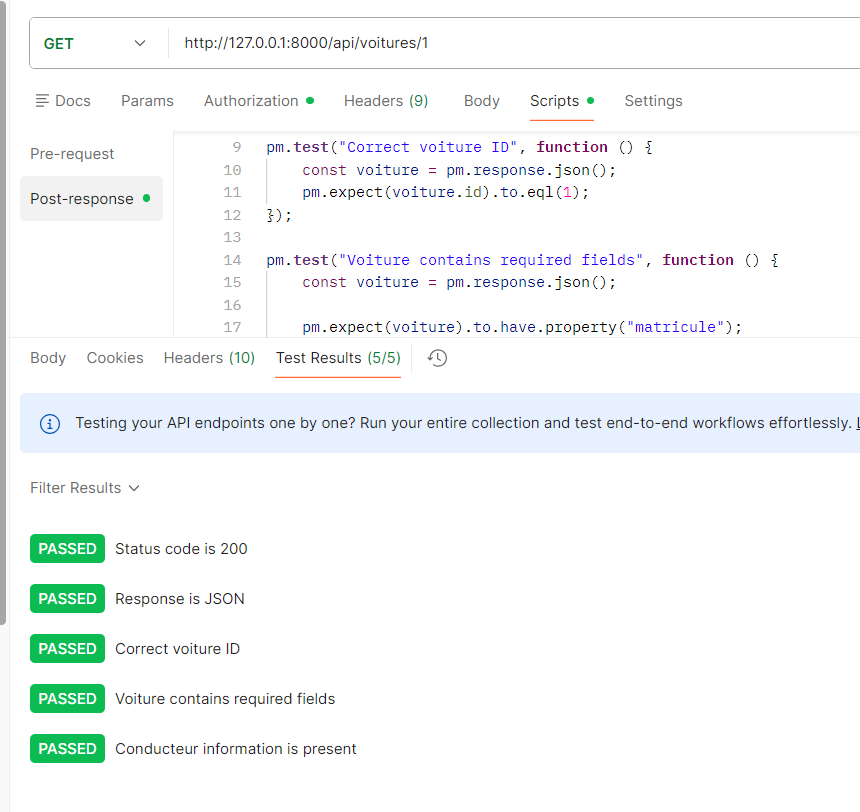 GET http://127.0.0.1:8000/api/voitures/1
Docs Params Authorization Headers (9) Body Scripts Settings
Pre-request
Post-response
9 pm.test("Correct voiture ID", function () {
10 const voiture = pm.response.json();
11 pm.expect(voiture.id).to.eql(1);
12 });
13
14 pm.test("Voiture contains required fields", function () {
15 const voiture = pm.response.json();
16
17 pm.expect(voiture).to.have.property("matricule");
Body Cookies Headers (10) Test Results (5/5)
Testing your API endpoints one by one? Run your entire collection and test end-to-end workflows effortlessly.
Filter Results
PASSED Status code is 200
PASSED Response is JSON
PASSED Correct voiture ID
PASSED Voiture contains required fields
PASSED Conducteur information is present